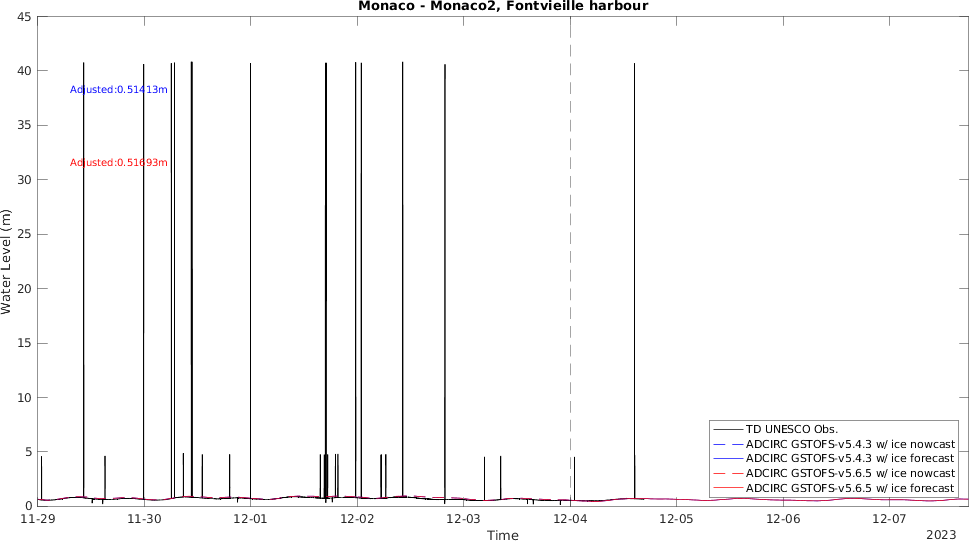 Monaco - Monaco2, Fontvieille harbour
45
40
35
30
25
20
15
10
5
0
Water Level (m)
Adjusted:0.51413m
Adjusted:0.51693m
TD UNESCO Obs.
ADCIRC GSTOFS-v5.4.3 w/ ice nowcast
ADCIRC GSTOFS-v5.4.3 w/ ice forecast
ADCIRC GSTOFS-v5.6.5 w/ ice nowcast
ADCIRC GSTOFS-v5.6.5 w/ ice forecast
11-29 11-30 12-01 12-02 12-03 12-04 12-05 12-06 12-07
Time
2023